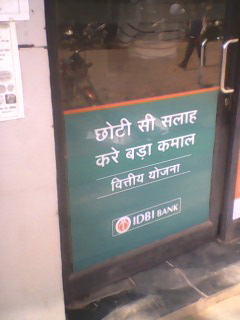 छोटी सी सलाह
करे बड़ा कमाल
वित्तीय योजना
IDBI BANK